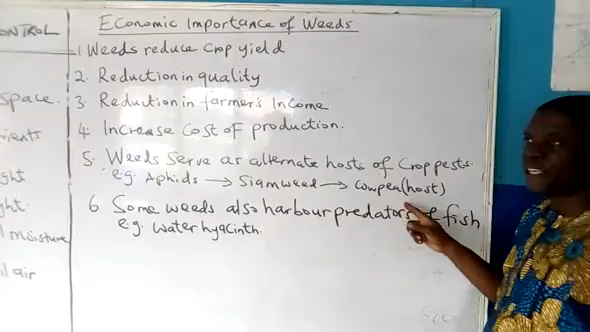 CONTROL
space.
ients
ght
ght.
moisture
il air
Economic Importance of Weeds
1 Weeds reduce crop yield
2. Reduction in quality
3. Reduction in farmer's Income
4. Increase Cost of production.
5. Weeds Serve as alternate hosts of Crop pests.
e.g. Aphids → Siamweed → Cowpea (host)
6 Some weeds also harbour predators of fish
e.g. water hyacinth.